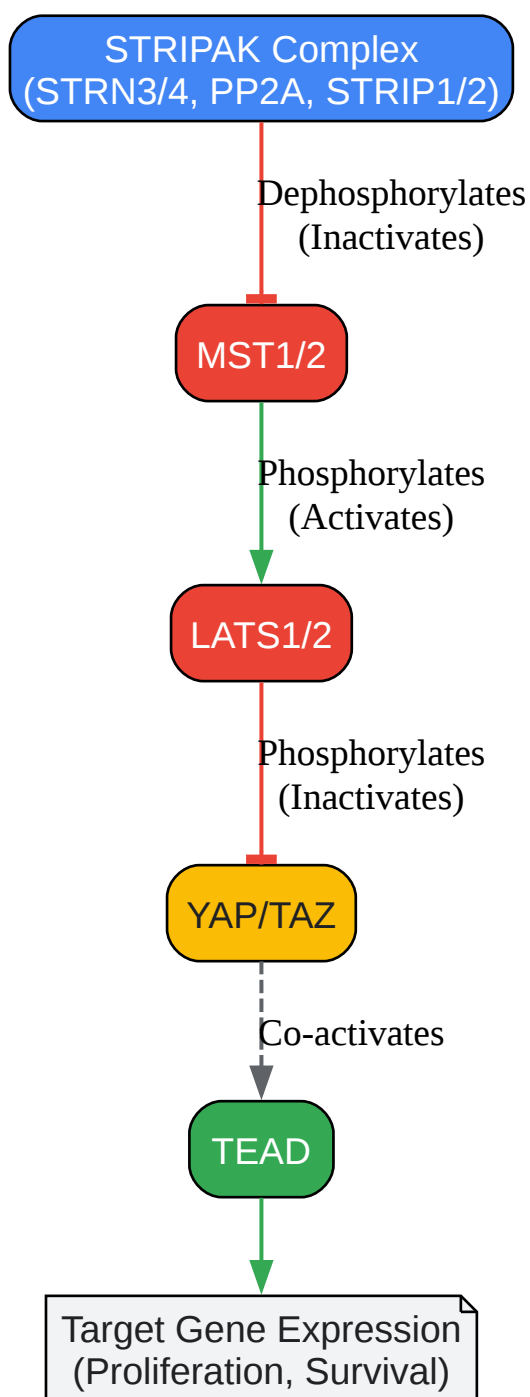 STRIPAK Complex
(STRN3/4, PP2A, STRIP1/2)
Dephosphorylates
(Inactivates)
MST1/2
Phosphorylates
(Activates)
LATS1/2
Phosphorylates
(Inactivates)
YAP/TAZ
Co-activates
TEAD
Target Gene Expression
(Proliferation, Survival)